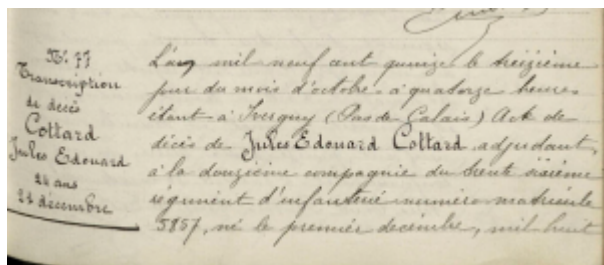 N°. 77
Transcription
de décès
Cottard
Jules Edouard
24 ans
21 décembre
L'an mil neuf cent quinze le treizième
jour du mois d'octobre à quatorze heures
étant à Ivergny (Pas de Calais) Acte de
décès de Jules Edouard Cottard adjudant,
à la douzième compagnie du trente sixième
régiment d'infanterie numéro matricule
5857, né le premier décembre, mil huit